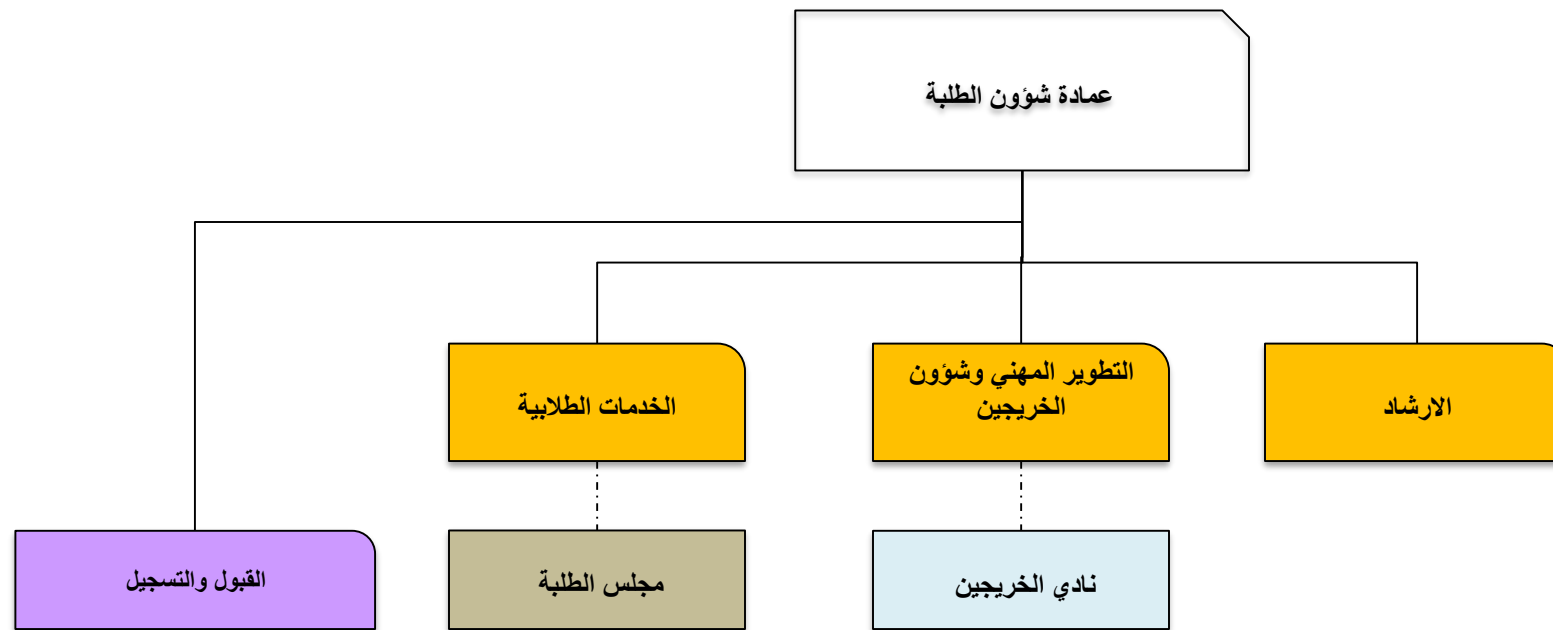 عمادة شؤون الطلبة
الارشاد
التطوير المهني وشؤون
الخريجين
الخدمات الطلابية
نادي الخريجين
مجلس الطلبة
القبول والتسجيل